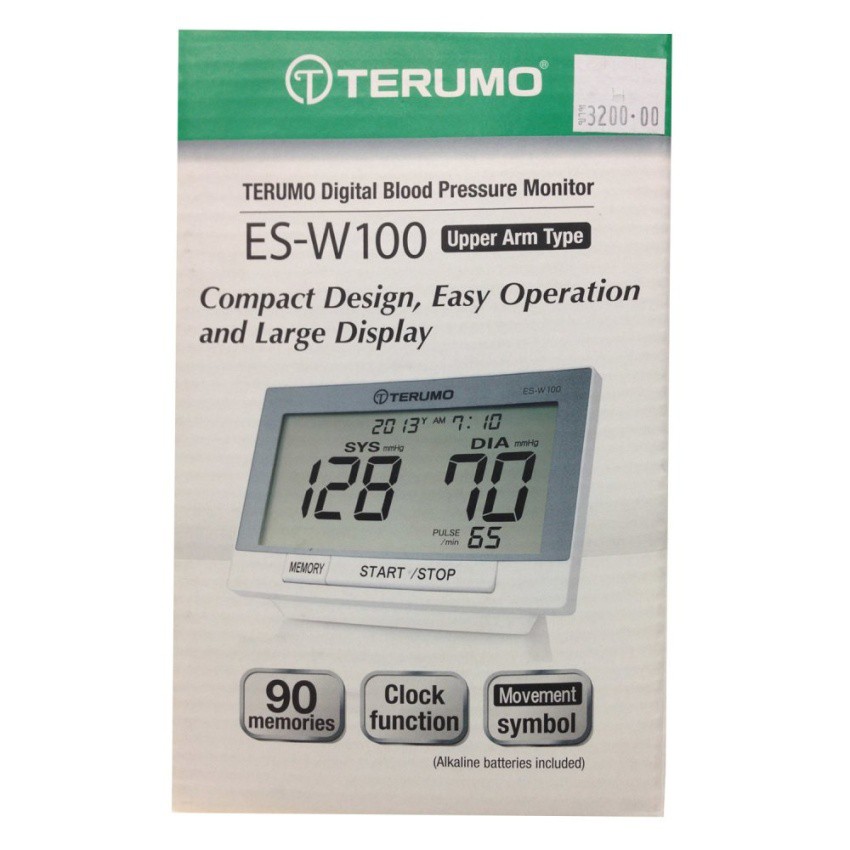 TERUMO®
3200.00
TERUMO Digital Blood Pressure Monitor
ES-W100 Upper Arm Type
Compact Design, Easy Operation
and Large Display
TERUMO ES-W100
2013Y AM 7:10
SYS mmHg DIA mmHg
128 70
PULSE /min 65
MEMORY START/STOP
90 memories
Clock function
Movement symbol
(Alkaline batteries included)